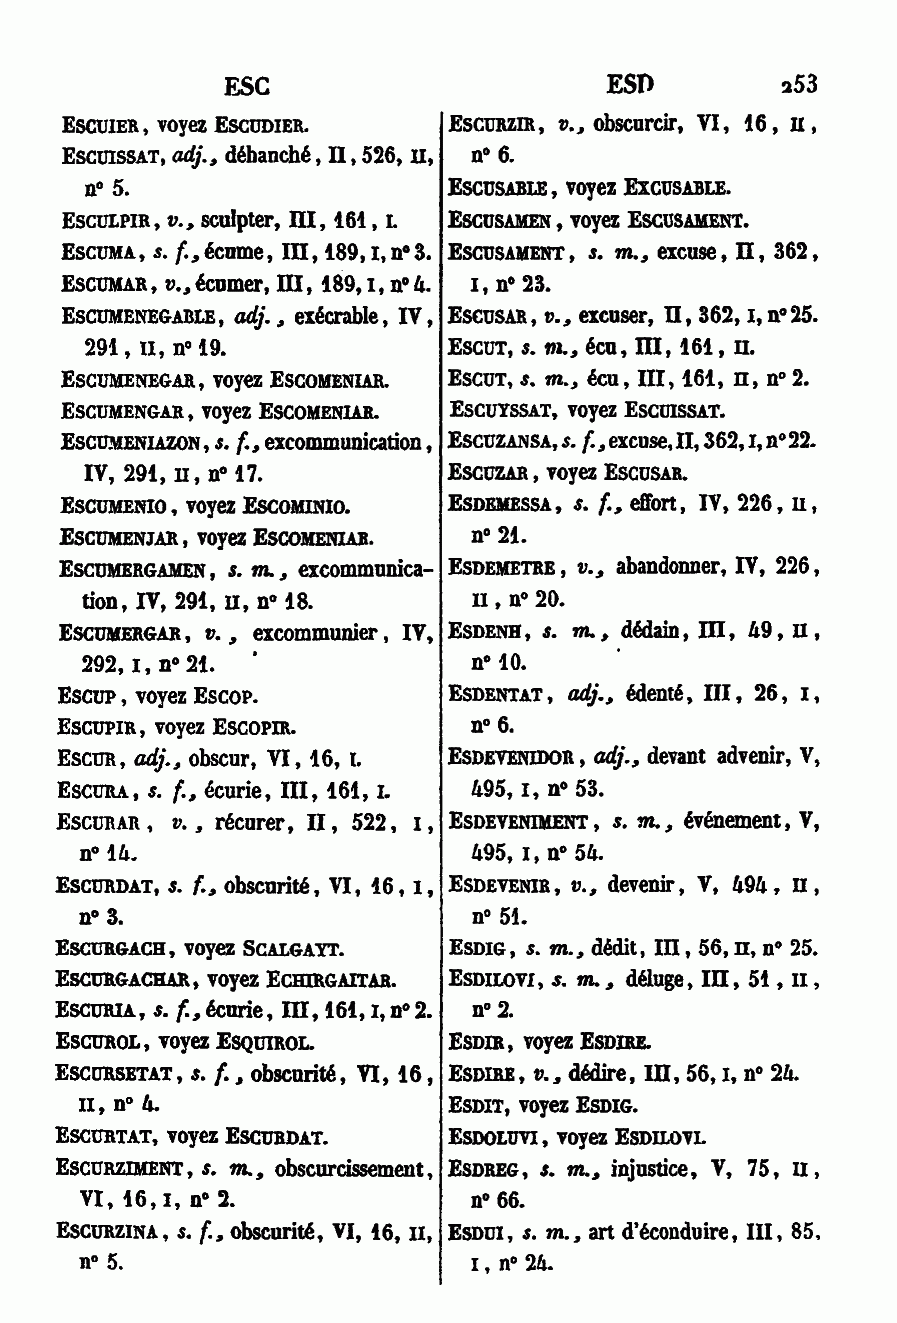 ESC
ESD 253
ESCUIER, voyez ESCUDIER.
ESCUISSAT, adj., déhanché, II, 526, II,
n° 5.
ESCULPIR, v., sculpter, III, 161, I.
ESCUMA, s. f., écume, III, 189, I, n° 3.
ESCUMAR, v., écumer, III, 189, I, n° 4.
ESCUMENEGABLE, adj., exécrable, IV,
291, II, n° 19.
ESCUMENEGAR, voyez ESCOMENIAR.
ESCUMENGAR, voyez ESCOMENIAR.
ESCUMENIAZON, s. f., excommunication,
IV, 291, II, n° 17.
ESCUMENIO, voyez ESCOMINIO.
ESCUMENJAR, voyez ESCOMENIAR.
ESCUMERGAMEN, s. m., excommunica-
tion, IV, 291, II, n° 18.
ESCUMERGAR, v., excommunier, IV,
292, I, n° 21.
ESCUP, voyez ESCOP.
ESCUPIR, voyez ESCOPIR.
ESCUR, adj., obscur, VI, 16, I.
ESCURA, s. f., écurie, III, 161, I.
ESCURAR, v., récurer, II, 522, I,
n° 14.
ESCURDAT, s. f., obscurité, VI, 16, I,
n° 3.
ESCURGACH, voyez SCALGAYT.
ESCURGACHAR, voyez ECHIRGAITAR.
ESCURIA, s. f., écurie, III, 161, I, n° 2.
ESCUROL, voyez ESQUIROL.
ESCURSETAT, s. f., obscurité, VI, 16,
II, n° 4.
ESCURTAT, voyez ESCURDAT.
ESCURZIMENT, s. m., obscurcissement,
VI, 16, I, n° 2.
ESCURZINA, s. f., obscurité, VI, 16, II,
n° 5.
ESCURZIR, v., obscurcir, VI, 16, II,
n° 6.
ESCUSABLE, voyez EXCUSABLE.
ESCUSAMEN, voyez ESCUSAMENT.
ESCUSAMENT, s. m., excuse, II, 362,
I, n° 23.
ESCUSAR, v., excuser, II, 362, I, n° 25.
ESCUT, s. m., écu, III, 161, II.
ESCUT, s. m., écu, III, 161, II, n° 2.
ESCUYSSAT, voyez ESCUISSAT.
ESCUZANSA, s. f., excuse, II, 362, I, n° 22.
ESCUZAR, voyez ESCUSAR.
ESDEMESSA, s. f., effort, IV, 226, II,
n° 21.
ESDEMETRE, v., abandonner, IV, 226,
II, n° 20.
ESDENH, s. m., dédain, III, 49, II,
n° 10.
ESDENTAT, adj., édenté, III, 26, I,
n° 6.
ESDEVENIDOR, adj., devant advenir, V,
495, I, n° 53.
ESDEVENIMENT, s. m., événement, V,
495, I, n° 54.
ESDEVENIR, v., devenir, V, 494, II,
n° 51.
ESDIG, s. m., dédit, III, 56, II, n° 25.
ESDILOVI, s. m., déluge, III, 51, II,
n° 2.
ESDIR, voyez ESDIRE.
ESDIRE, v., dédire, III, 56, I, n° 24.
ESDIT, voyez ESDIG.
ESDOLUVI, voyez ESDILOVI.
ESDREG, s. m., injustice, V, 75, II,
n° 66.
ESDUI, s. m., art d'éconduire, III, 85,
I, n° 24.